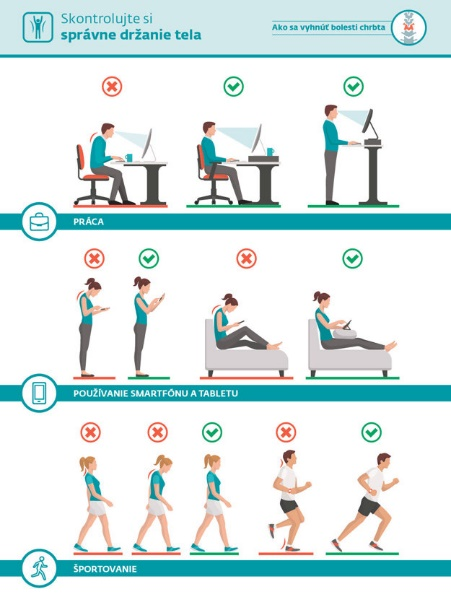 Skontrolujte si
správne držanie tela
Ako sa vyhnúť bolesti chrbta
PRÁCA
POUŽÍVANIE SMARTFÓNU A TABLETU
ŠPORTOVANIE